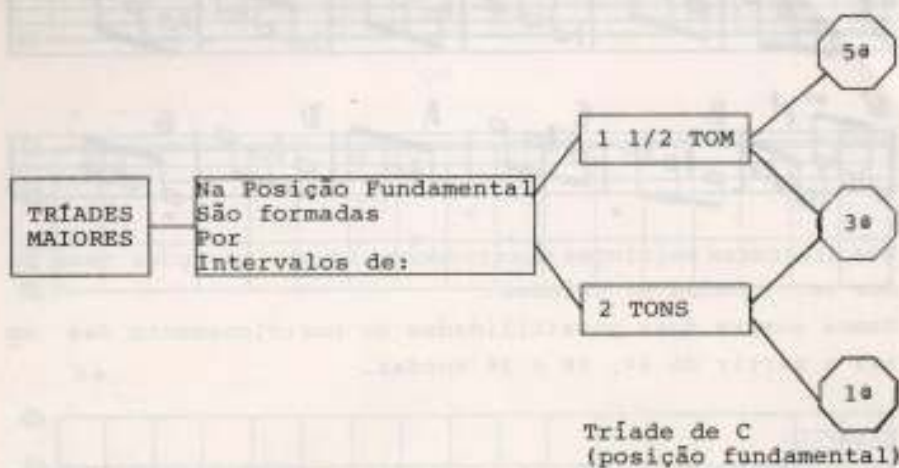 5ª
1 1/2 TOM
TRÍADES
MAIORES
Na Posição Fundamental
São formadas
Por
Intervalos de:
3ª
2 TONS
1ª
Tríade de C
(posição fundamental)